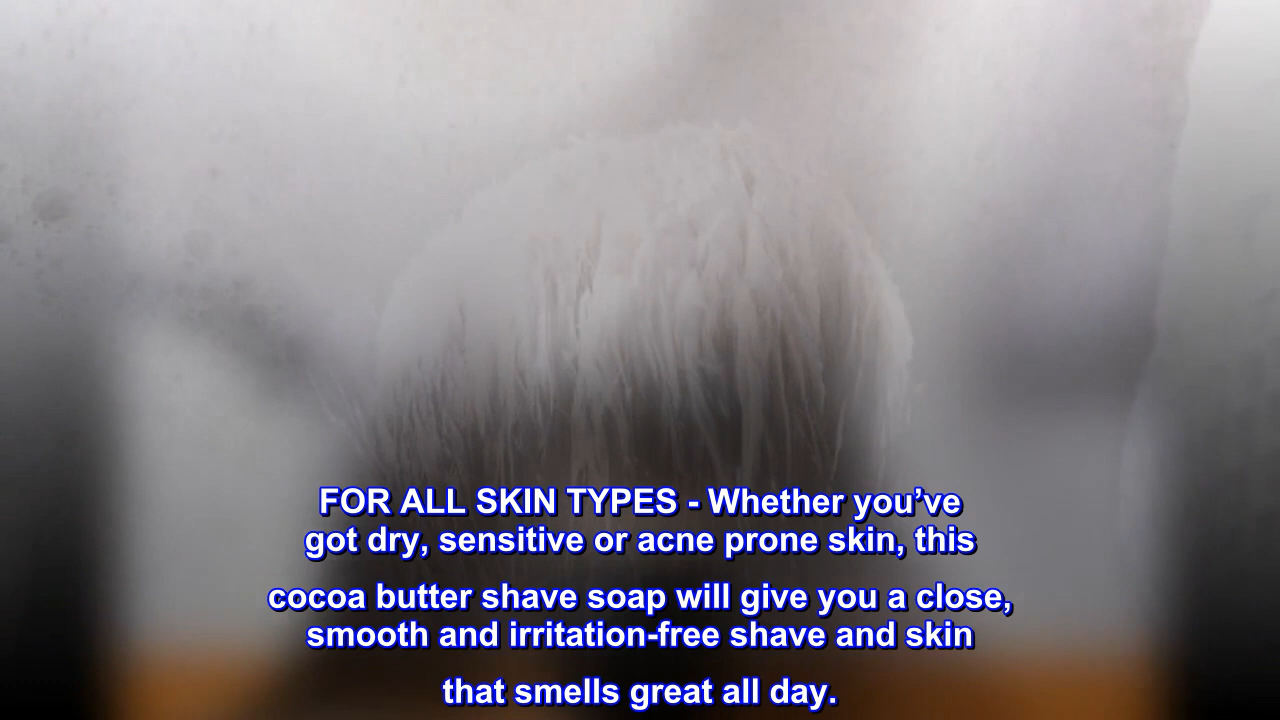 FOR ALL SKIN TYPES - Whether you’ve
got dry, sensitive or acne prone skin, this
cocoa butter shave soap will give you a close,
smooth and irritation-free shave and skin
that smells great all day.